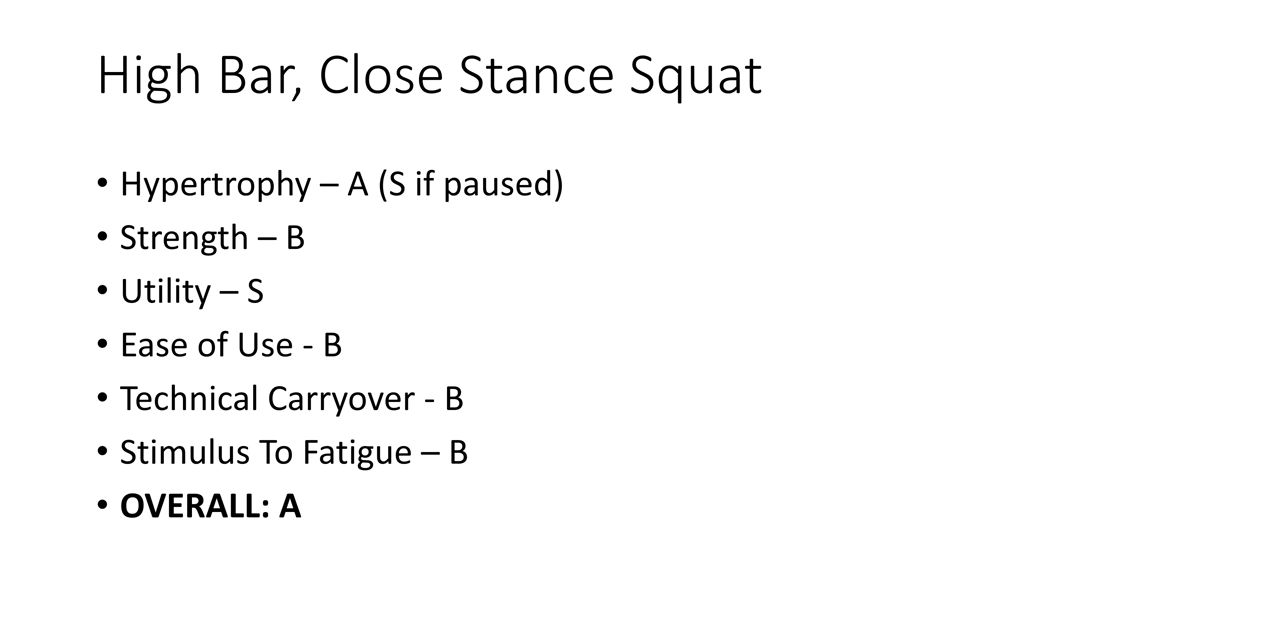 High Bar, Close Stance Squat
• Hypertrophy – A (S if paused)
• Strength – B
• Utility – S
• Ease of Use - B
• Technical Carryover - B
• Stimulus To Fatigue – B
• OVERALL: A